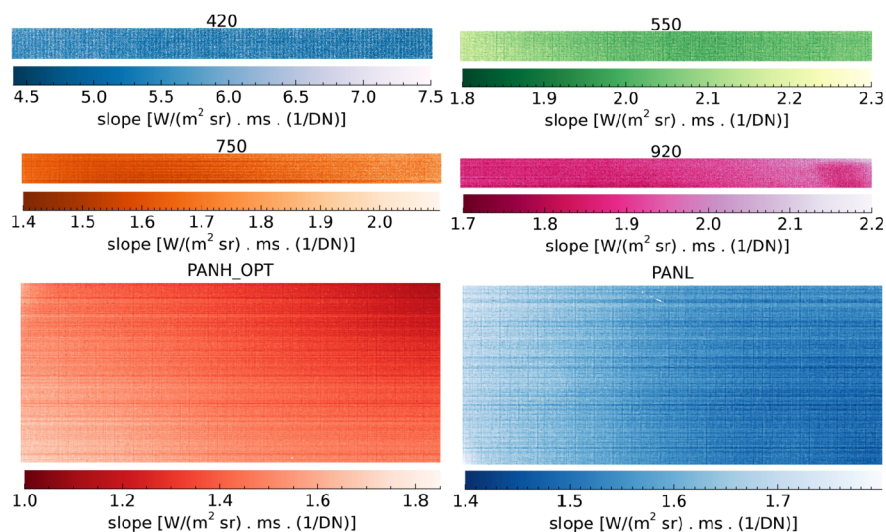 420
4.5 5.0 5.5 6.0 6.5 7.0 7.5
slope [W/(m² sr) . ms . (1/DN)]
550
1.8 1.9 2.0 2.1 2.2 2.3
slope [W/(m² sr) . ms . (1/DN)]
750
1.4 1.5 1.6 1.7 1.8 1.9 2.0
slope [W/(m² sr) . ms . (1/DN)]
920
1.7 1.8 1.9 2.0 2.1 2.2
slope [W/(m² sr) . ms . (1/DN)]
PANH_OPT
1.0 1.2 1.4 1.6 1.8
slope [W/(m² sr) . ms . (1/DN)]
PANL
1.4 1.5 1.6 1.7
slope [W/(m² sr) . ms . (1/DN)]